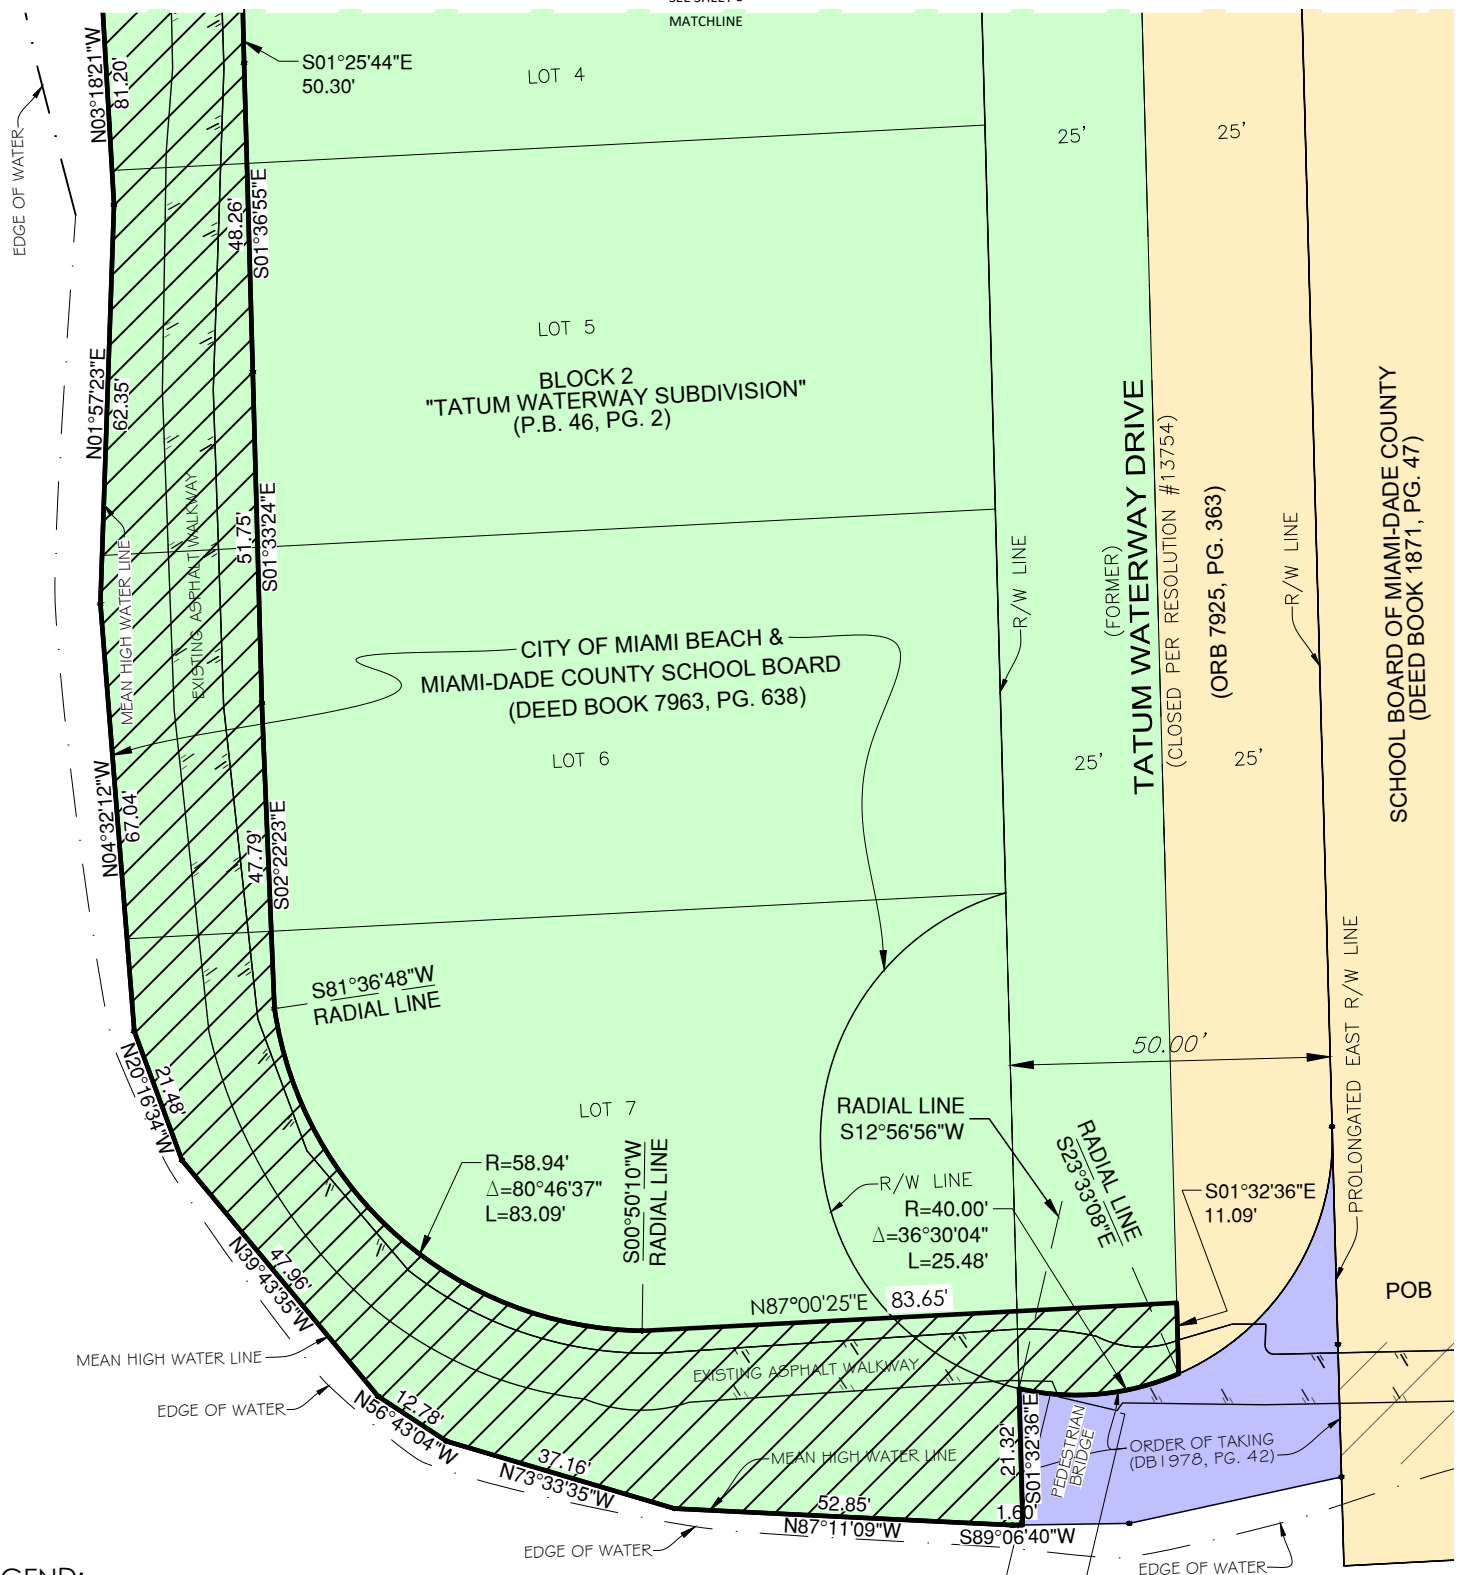 MATCHLINE
S01°25'44"E
50.30'
LOT 4
N03°18'21"W
81.20'
EDGE OF WATER
25'
25'
48.26'
S01°36'55"E
LOT 5
BLOCK 2
"TATUM WATERWAY SUBDIVISION"
(P.B. 46, PG. 2)
N01°57'23"E
62.35'
MEAN HIGH WATER LINE
EXISTING ASPHALT WALKWAY
51.75'
S01°33'24"E
R/W LINE
(FORMER)
TATUM WATERWAY DRIVE
(CLOSED PER RESOLUTION #13754)
(ORB 7925, PG. 363)
R/W LINE
SCHOOL BOARD OF MIAMI-DADE COUNTY
(DEED BOOK 1871, PG. 47)
CITY OF MIAMI BEACH &
MIAMI-DADE COUNTY SCHOOL BOARD
(DEED BOOK 7963, PG. 638)
LOT 6
25'
25'
N04°32'12"W
67.04'
47.79'
S02°22'23"E
S81°36'48"W
RADIAL LINE
50.00'
PROLONGATED EAST R/W LINE
N20°16'34"W
21.48'
LOT 7
RADIAL LINE
S12°56'56"W
RADIAL LINE
S23°33'08"E
R=58.94'
Δ=80°46'37"
L=83.09'
S00°50'10"W
RADIAL LINE
R/W LINE
R=40.00'
Δ=36°30'04"
L=25.48'
S01°32'36"E
11.09'
N39°43'35"W
47.96'
N87°00'25"E 83.65'
POB
MEAN HIGH WATER LINE
EXISTING ASPHALT WALKWAY
EDGE OF WATER
N56°43'04"W
12.78'
37.16'
N73°33'35"W
MEAN HIGH WATER LINE
21.32'
S01°32'36"E
PEDESTRIAN
BRIDGE
ORDER OF TAKING
(DB1978, PG. 42)
52.85'
N87°11'09"W
1.60'
S89°06'40"W
EDGE OF WATER
EDGE OF WATER